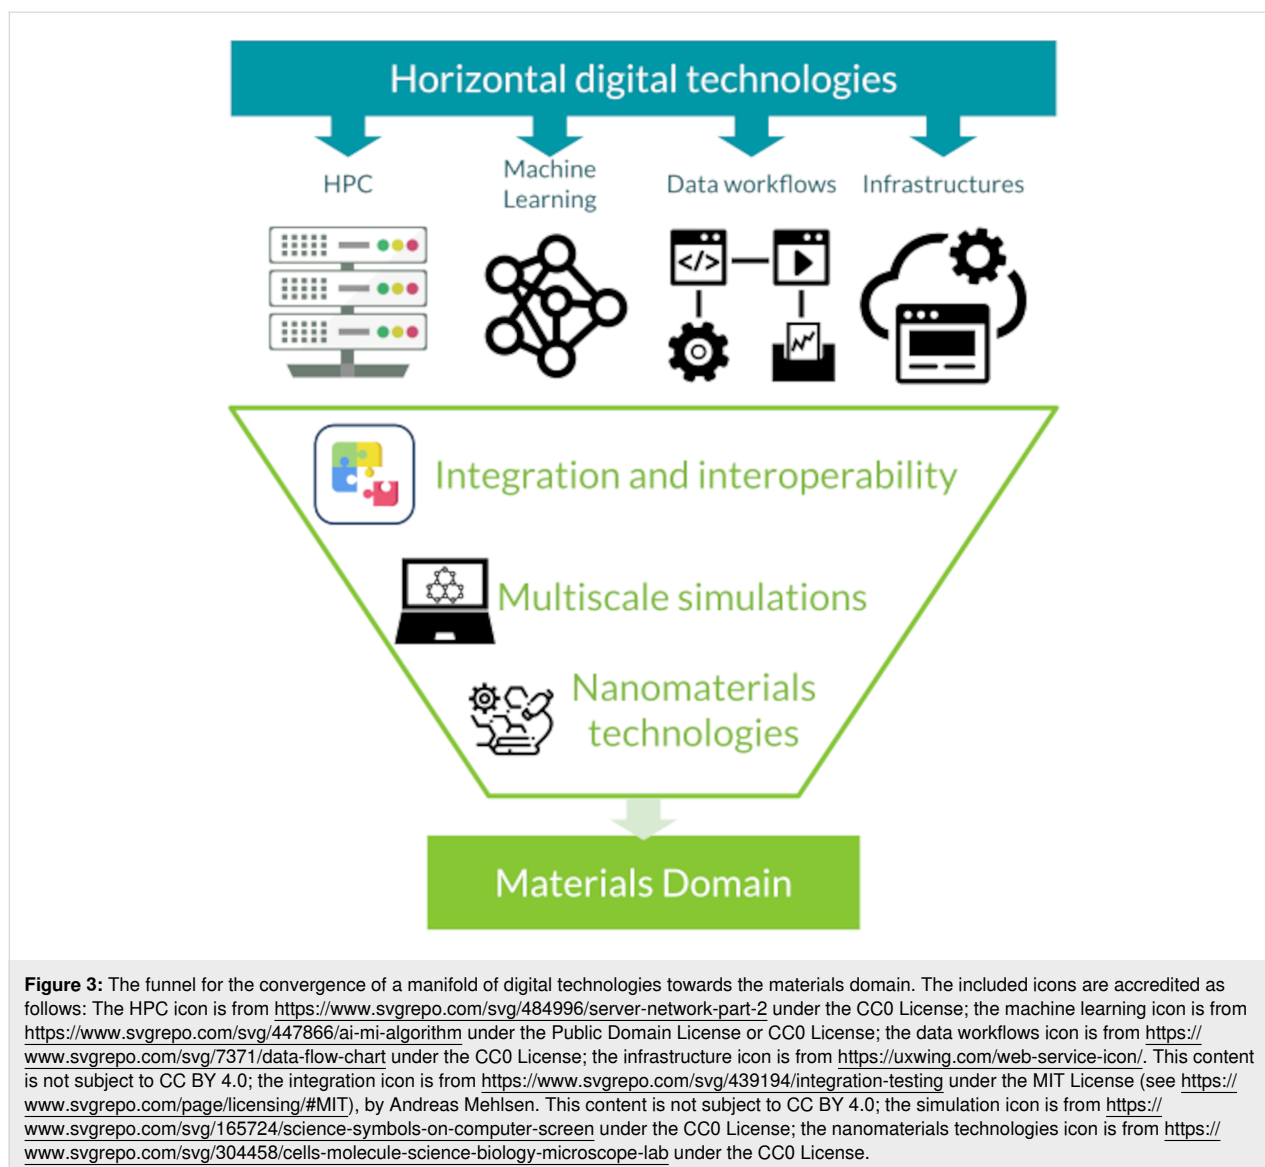 Horizontal digital technologies
HPC
Machine
Learning
Data workflows
Infrastructures
</>
Integration and interoperability
Multiscale simulations
Nanomaterials
technologies
Materials Domain
Figure 3: The funnel for the convergence of a manifold of digital technologies towards the materials domain. The included icons are accredited as
follows: The HPC icon is from https://www.svgrepo.com/svg/484996/server-network-part-2 under the CC0 License; the machine learning icon is from
https://www.svgrepo.com/svg/447866/ai-mi-algorithm under the Public Domain License or CC0 License; the data workflows icon is from https://
www.svgrepo.com/svg/7371/data-flow-chart under the CC0 License; the infrastructure icon is from https://uxwing.com/web-service-icon/. This content
is not subject to CC BY 4.0; the integration icon is from https://www.svgrepo.com/svg/439194/integration-testing under the MIT License (see https://
www.svgrepo.com/page/licensing/#MIT), by Andreas Mehlsen. This content is not subject to CC BY 4.0; the simulation icon is from https://
www.svgrepo.com/svg/165724/science-symbols-on-computer-screen under the CC0 License; the nanomaterials technologies icon is from https://
www.svgrepo.com/svg/304458/cells-molecule-science-biology-microscope-lab under the CC0 License.